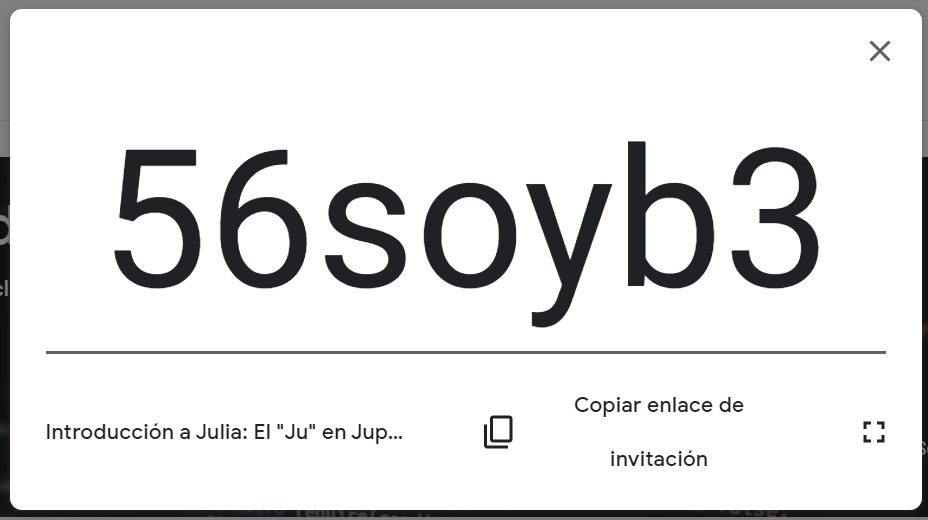 56soyb3
Introducción a Julia: El "Ju" en Jup...
Copiar enlace de
invitación